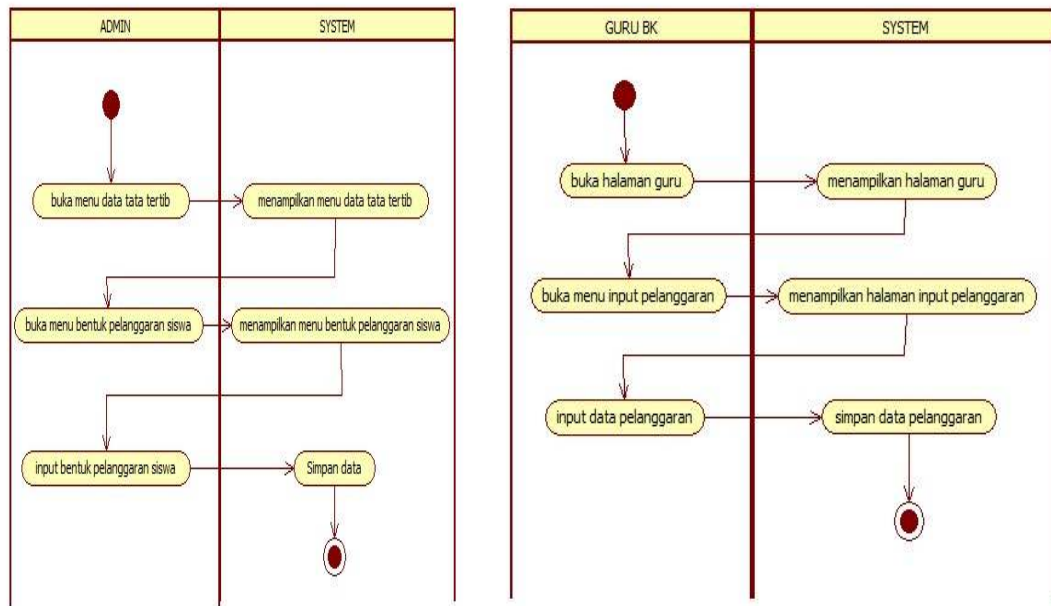 ADMIN
SYSTEM
buka menu data tata tertib
menampilkan menu data tata tertib
buka menu bentuk pelanggaran siswa
menampilkan menu bentuk pelanggaran siswa
input bentuk pelanggaran siswa
Simpan data
GURU BK
SYSTEM
buka halaman guru
menampilkan halaman guru
buka menu input pelanggaran
menampilkan halaman input pelanggaran
input data pelanggaran
simpan data pelanggaran